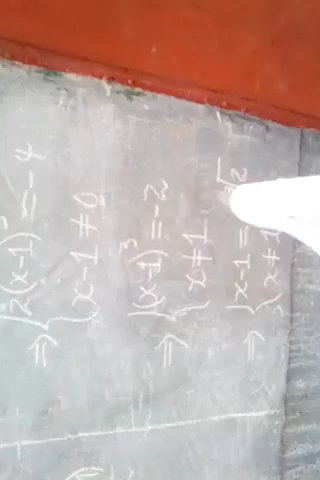 ⇒ { 2(x-1)³ = -4
{ x-1 ≠ 0
⇒ { (x-1)³ = -2
{ x ≠ 1
⇒ { x-1 =
{ x ≠ 1